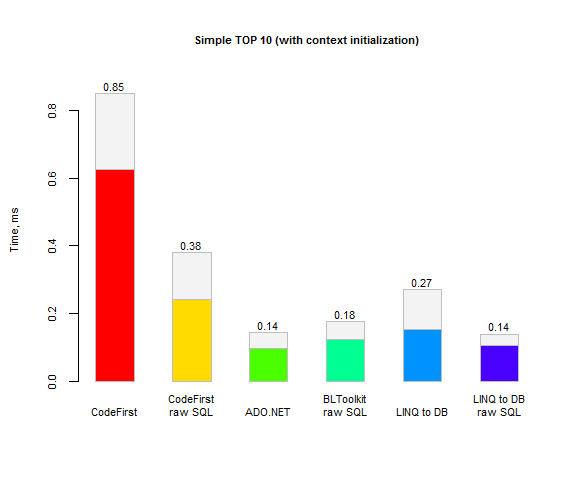 Simple TOP 10 (with context initialization)
Time, ms
0.8
0.6
0.4
0.2
0.0
0.85
0.38
0.14
0.18
0.27
0.14
CodeFirst
CodeFirst
raw SQL
ADO.NET
BLToolkit
raw SQL
LINQ to DB
LINQ to DB
raw SQL